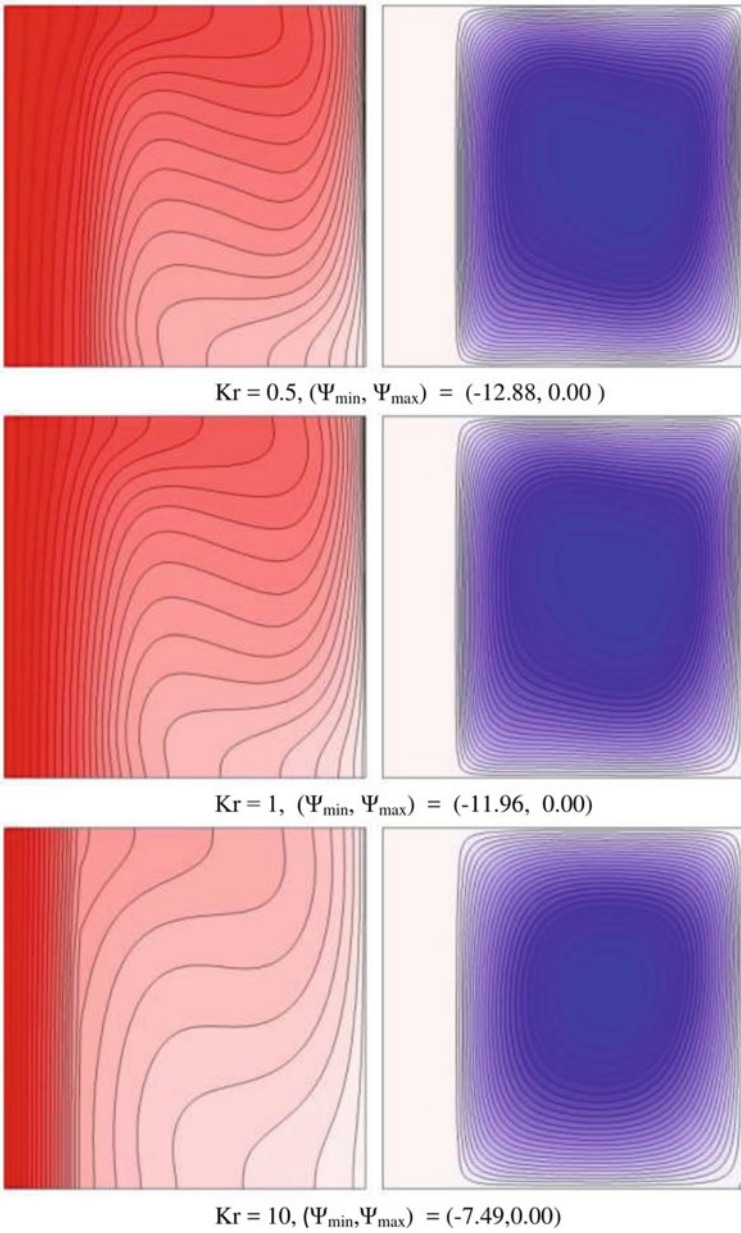 Kr = 0.5, (Ψmin, Ψmax) = (-12.88, 0.00 )
Kr = 1, (Ψmin, Ψmax) = (-11.96, 0.00)
Kr = 10, (Ψmin,Ψmax) = (-7.49,0.00)